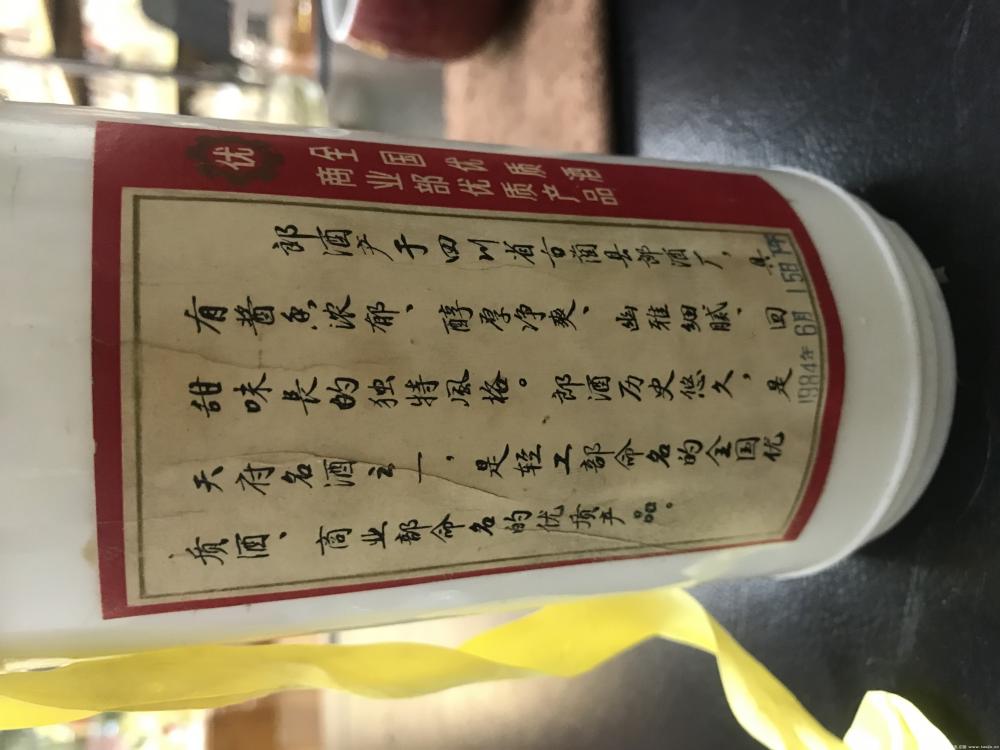 优
全国优质酒
商业部优质产品
郎酒产于四川省古蔺县郎酒厂，具
有酱香浓郁、醇厚净爽、幽雅细腻、回
甜味長的独特風格。郎酒历史悠久，是
天府名酒之一，是轻工部命名的全国优
质酒、商业部命名的优质产品。
1984年 6月